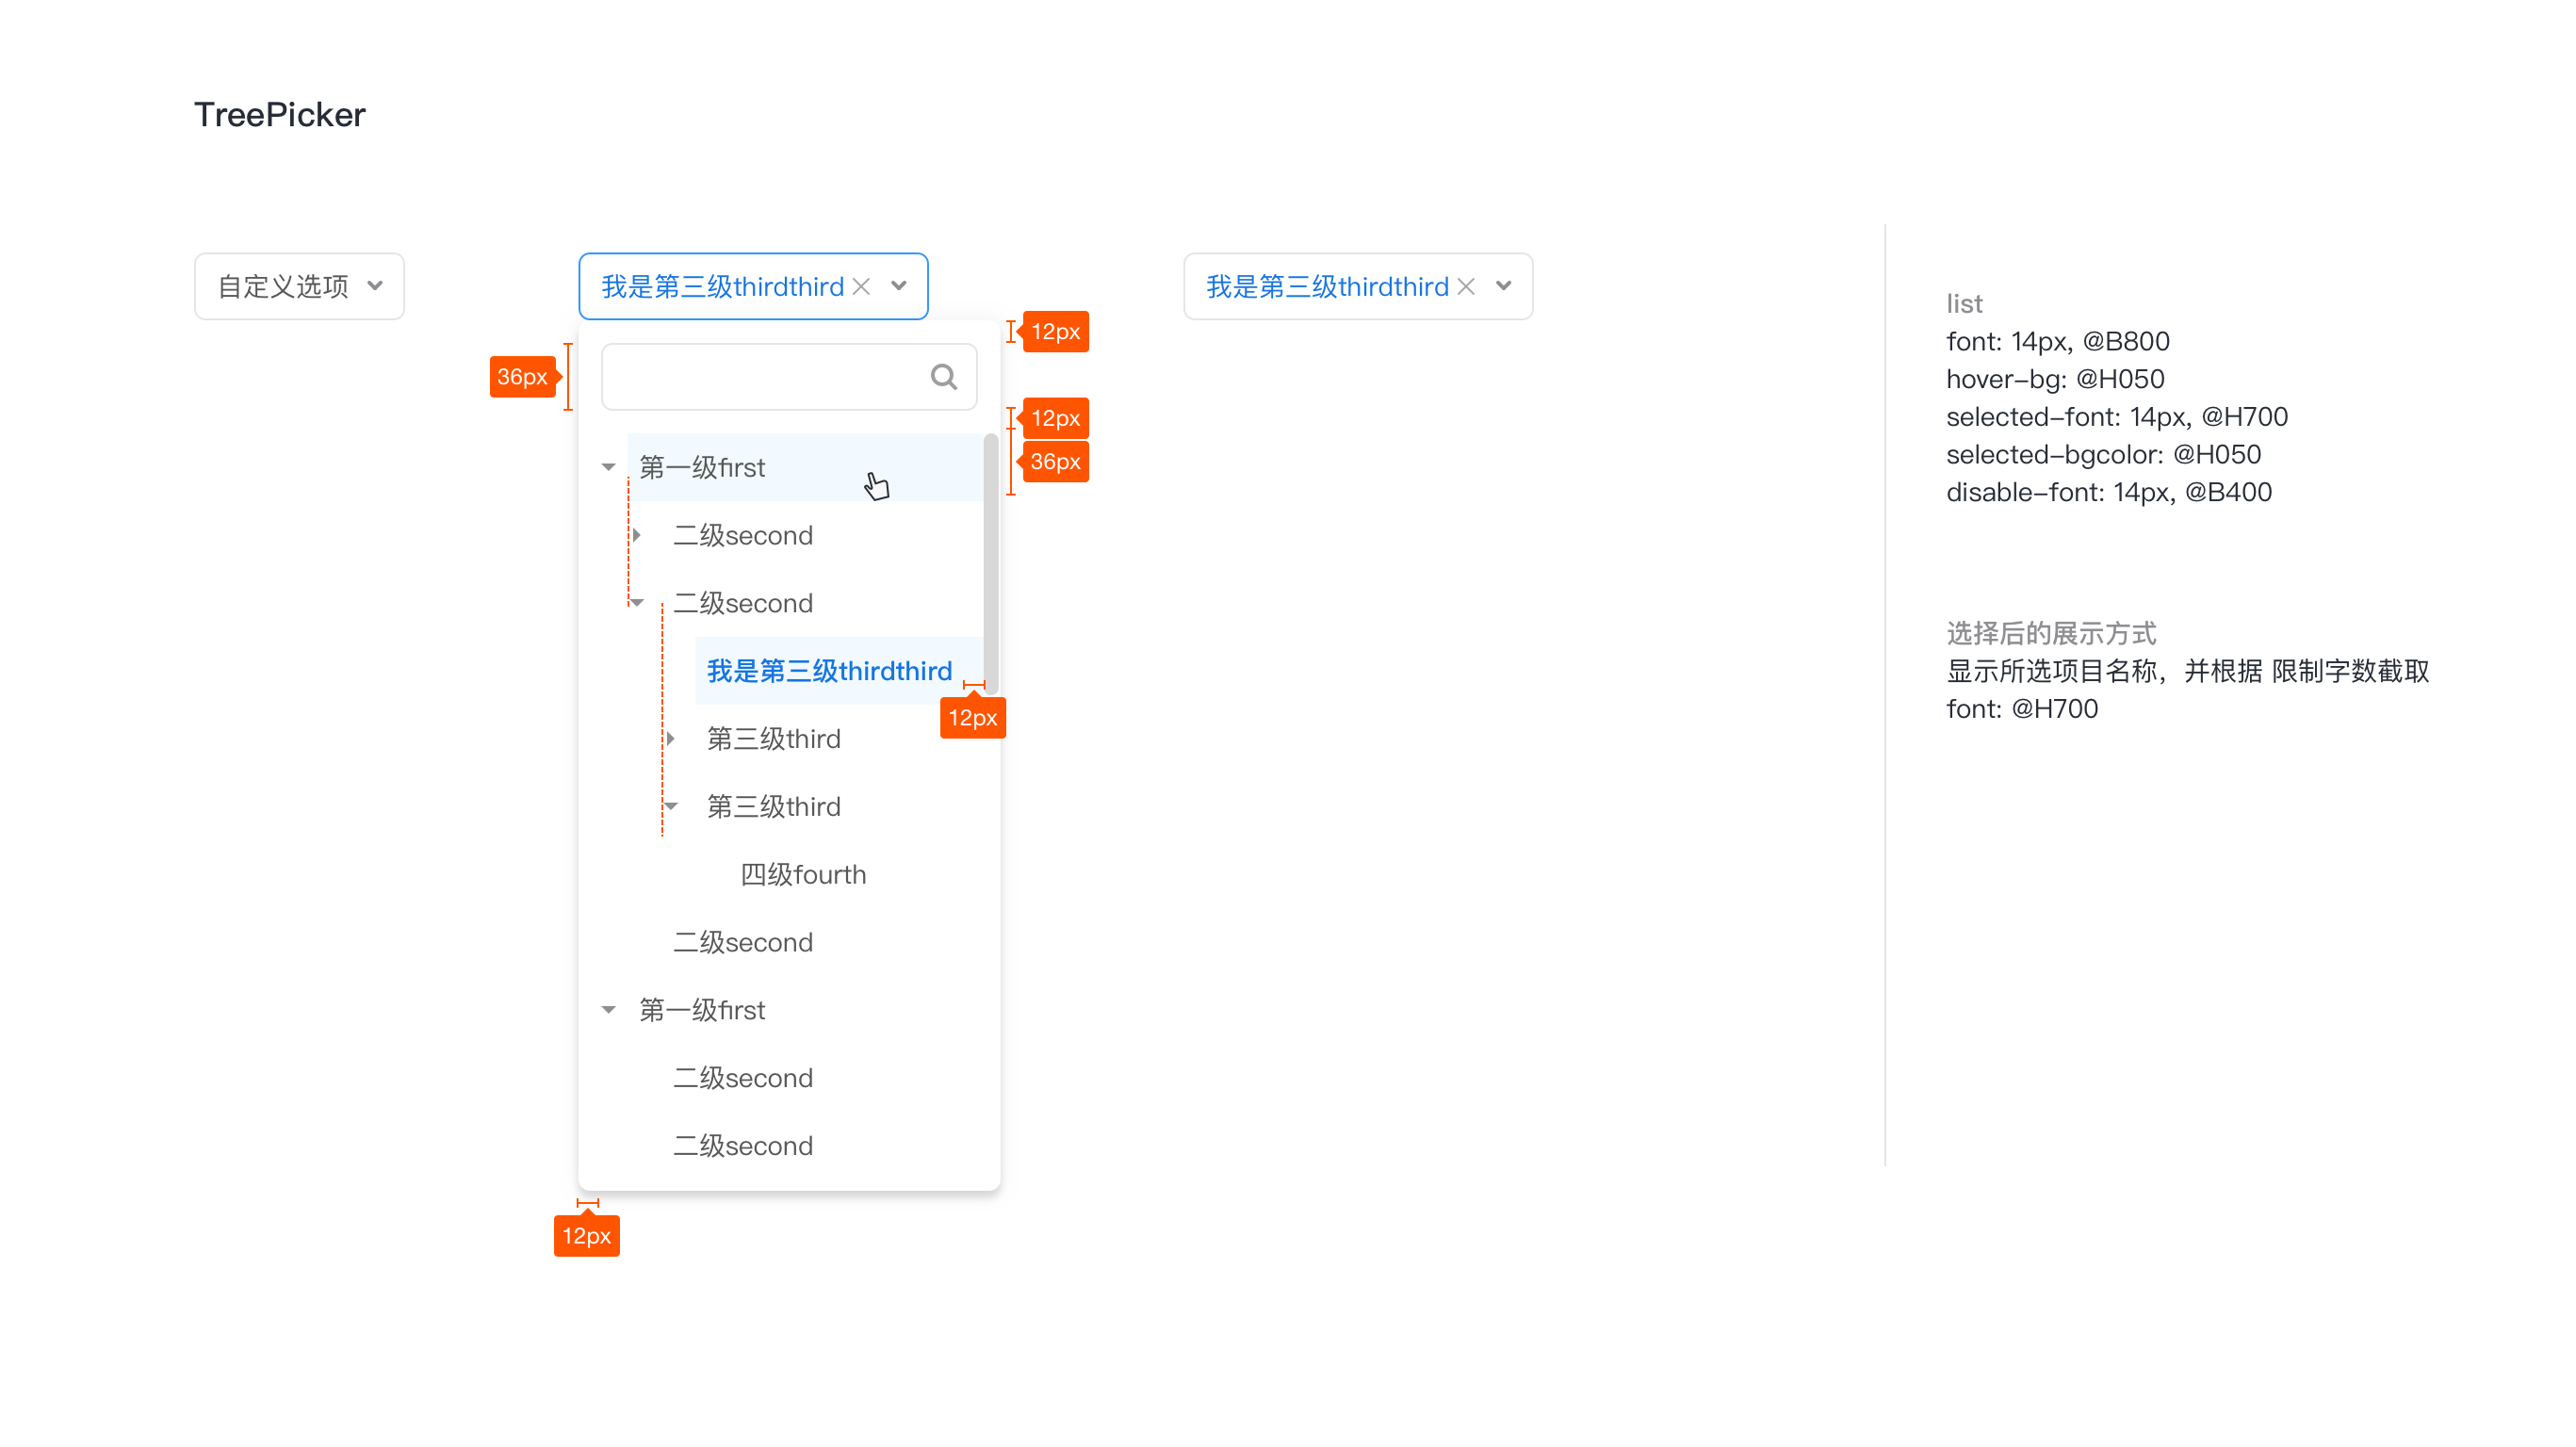 TreePicker
自定义选项
我是第三级thirdthird
我是第三级thirdthird
12px
36px
12px
36px
第一级first
二级second
二级second
我是第三级thirdthird
12px
第三级third
第三级third
四级fourth
二级second
第一级first
二级second
二级second
12px
list
font: 14px, @B800
hover-bg: @H050
selected-font: 14px, @H700
selected-bgcolor: @H050
disable-font: 14px, @B400
选择后的展示方式
显示所选项目名称，并根据 限制字数截取
font: @H700